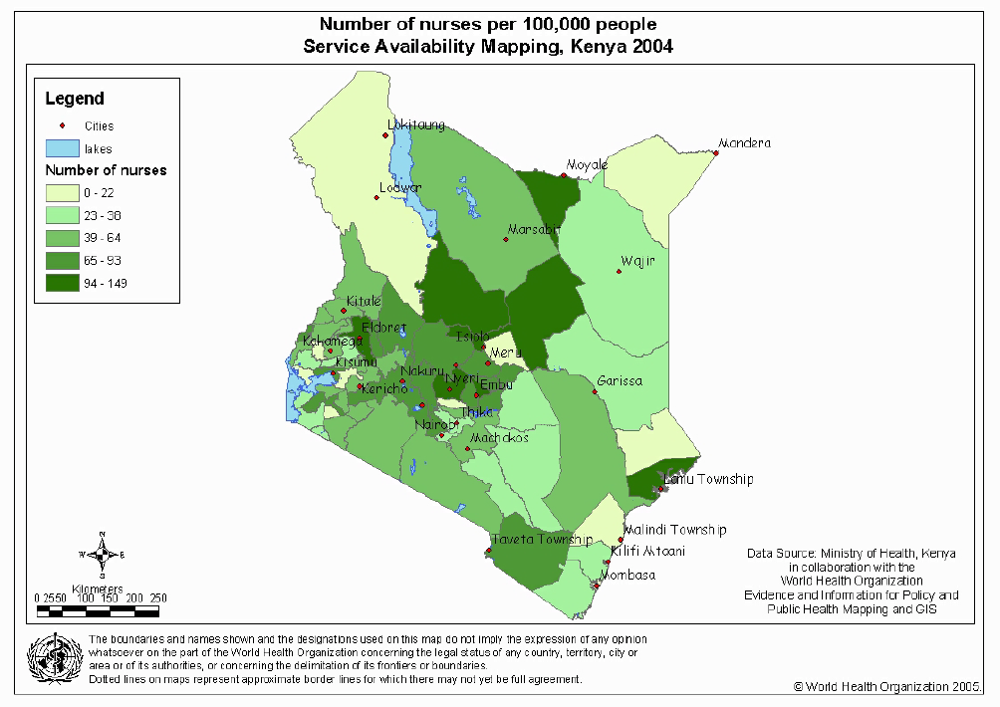 Number of nurses per 100,000 people
Service Availability Mapping, Kenya 2004
Legend
Cities
lakes
Number of nurses
0 - 22
23 - 38
39 - 64
65 - 93
94 - 149
Lokitaung
Mandera
Moyale
Lodwar
Marsabit
Wajir
Kitale
Eldoret
Isiolo
Kakamega
Meru
Kisumu
Nakuru
Nyeri
Embu
Garissa
Kericho
Thika
Nairobi
Machakos
Lamu Township
Malindi Township
Taveta Township
Kilifi Mtaani
Mombasa
N
W E
S
Kilometers
0 2550 100 150 200 250
Data Source: Ministry of Health, Kenya
in collaboration with the
World Health Organization
Evidence and Information for Policy and
Public Health Mapping and GIS
The boundaries and names shown and the designations used on this map do not imply the expression of any opinion
whatsoever on the part of the World Health Organization concerning the legal status of any country, territory, city or
area or of its authorities, or concerning the delimitation of its frontiers or boundaries.
Dotted lines on maps represent approximate border lines for which there may not yet be full agreement.
© World Health Organization 2005.